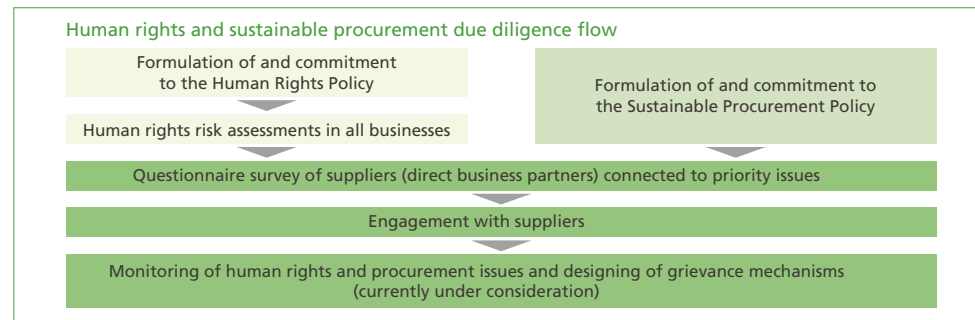 Human rights and sustainable procurement due diligence flow
Formulation of and commitment
to the Human Rights Policy
Human rights risk assessments in all businesses
Formulation of and commitment to
the Sustainable Procurement Policy
Questionnaire survey of suppliers (direct business partners) connected to priority issues
Engagement with suppliers
Monitoring of human rights and procurement issues and designing of grievance mechanisms
(currently under consideration)